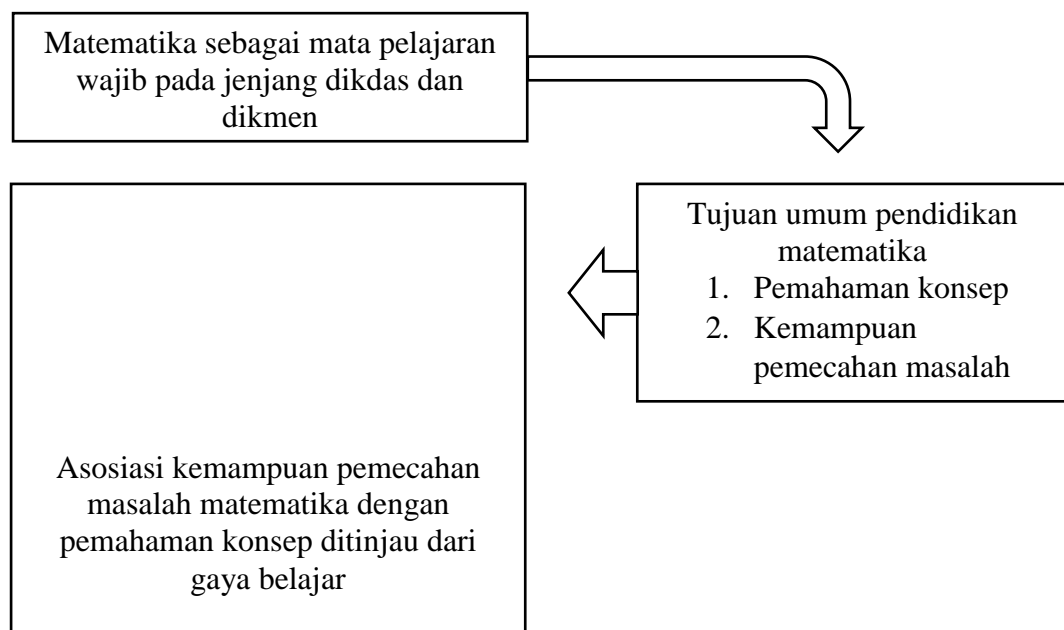 Matematika sebagai mata pelajaran
wajib pada jenjang dikdas dan
dikmen
Tujuan umum pendidikan
matematika
1. Pemahaman konsep
2. Kemampuan
pemecahan masalah
Asosiasi kemampuan pemecahan
masalah matematika dengan
pemahaman konsep ditinjau dari
gaya belajar